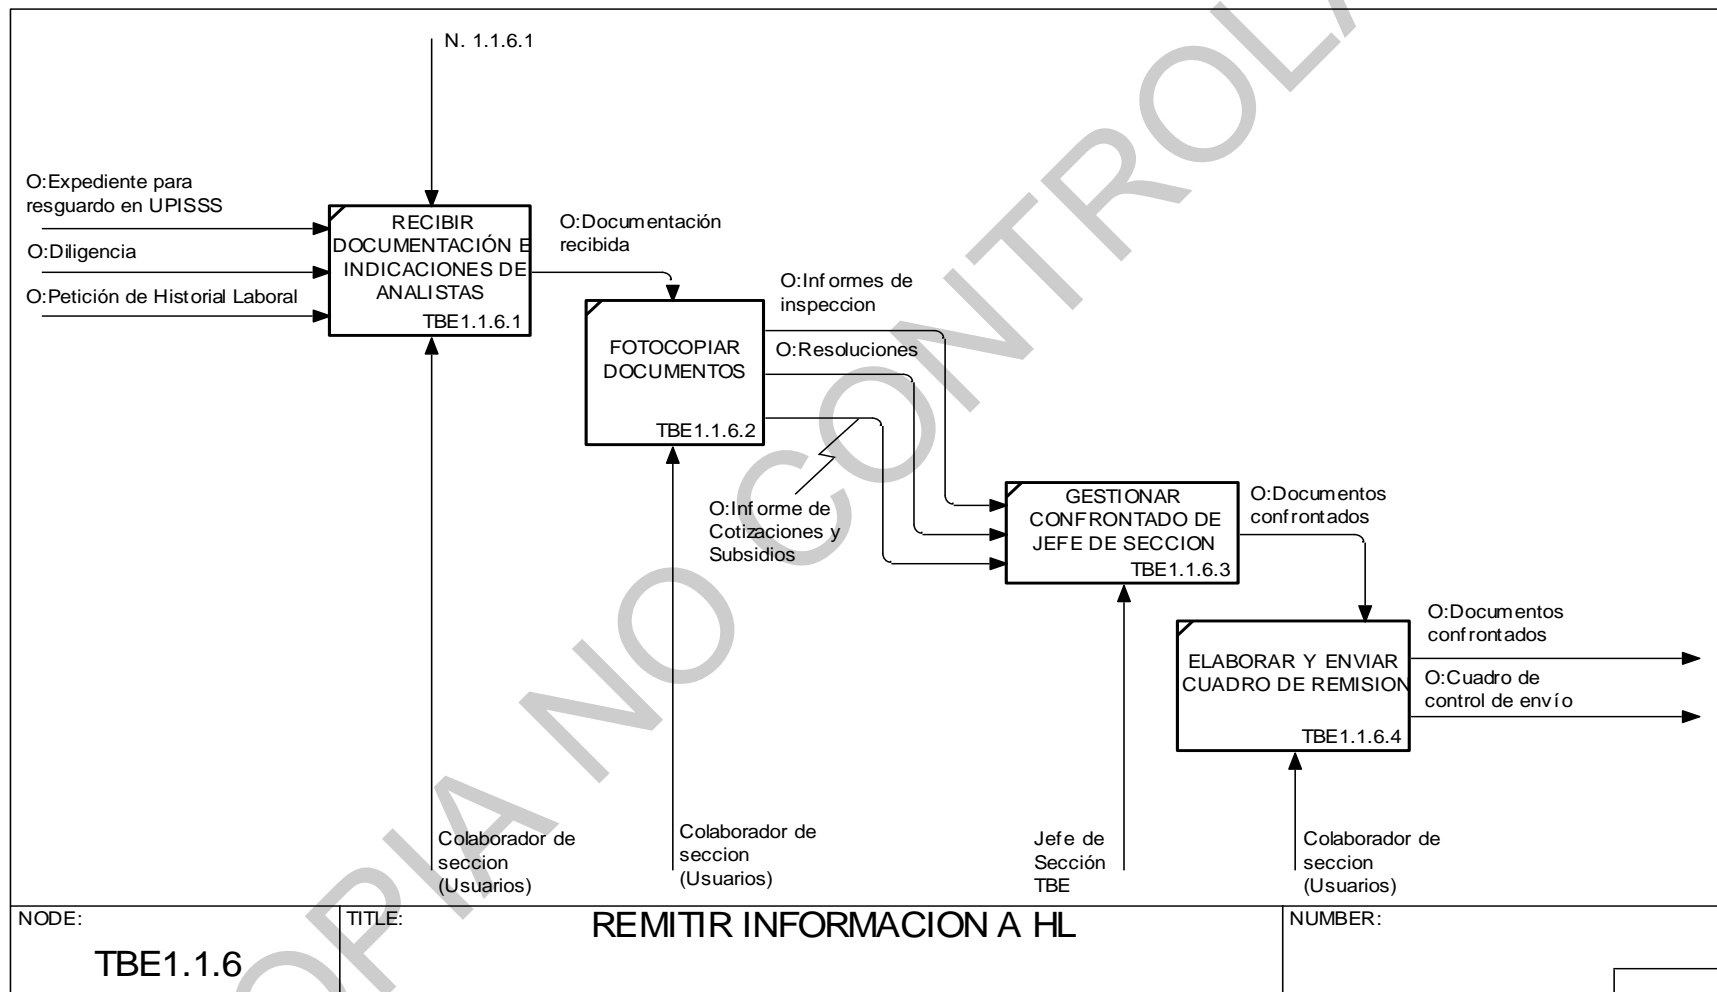 N. 1.1.6.1
O:Expediente para
resguardo en UPISSS
O:Diligencia
O:Petición de Historial Laboral
RECIBIR
DOCUMENTACIÓN E
INDICACIONES DE
ANALISTAS
TBE1.1.6.1
O:Documentación
recibida
FOTOCOPIAR
DOCUMENTOS
TBE1.1.6.2
O:Informes de
inspeccion
O:Resoluciones
O:Informe de
Cotizaciones y
Subsidios
GESTIONAR
CONFRONTADO DE
JEFE DE SECCION
TBE1.1.6.3
O:Documentos
confrontados
ELABORAR Y ENVIAR
CUADRO DE REMISION
TBE1.1.6.4
O:Documentos
confrontados
O:Cuadro de
control de envío
Colaborador de
seccion
(Usuarios)
Colaborador de
seccion
(Usuarios)
Jefe de
Sección
TBE
Colaborador de
seccion
(Usuarios)
NODE:
TBE1.1.6
TITLE:
REMITIR INFORMACION A HL
NUMBER:
OPIA NO CONTROLA